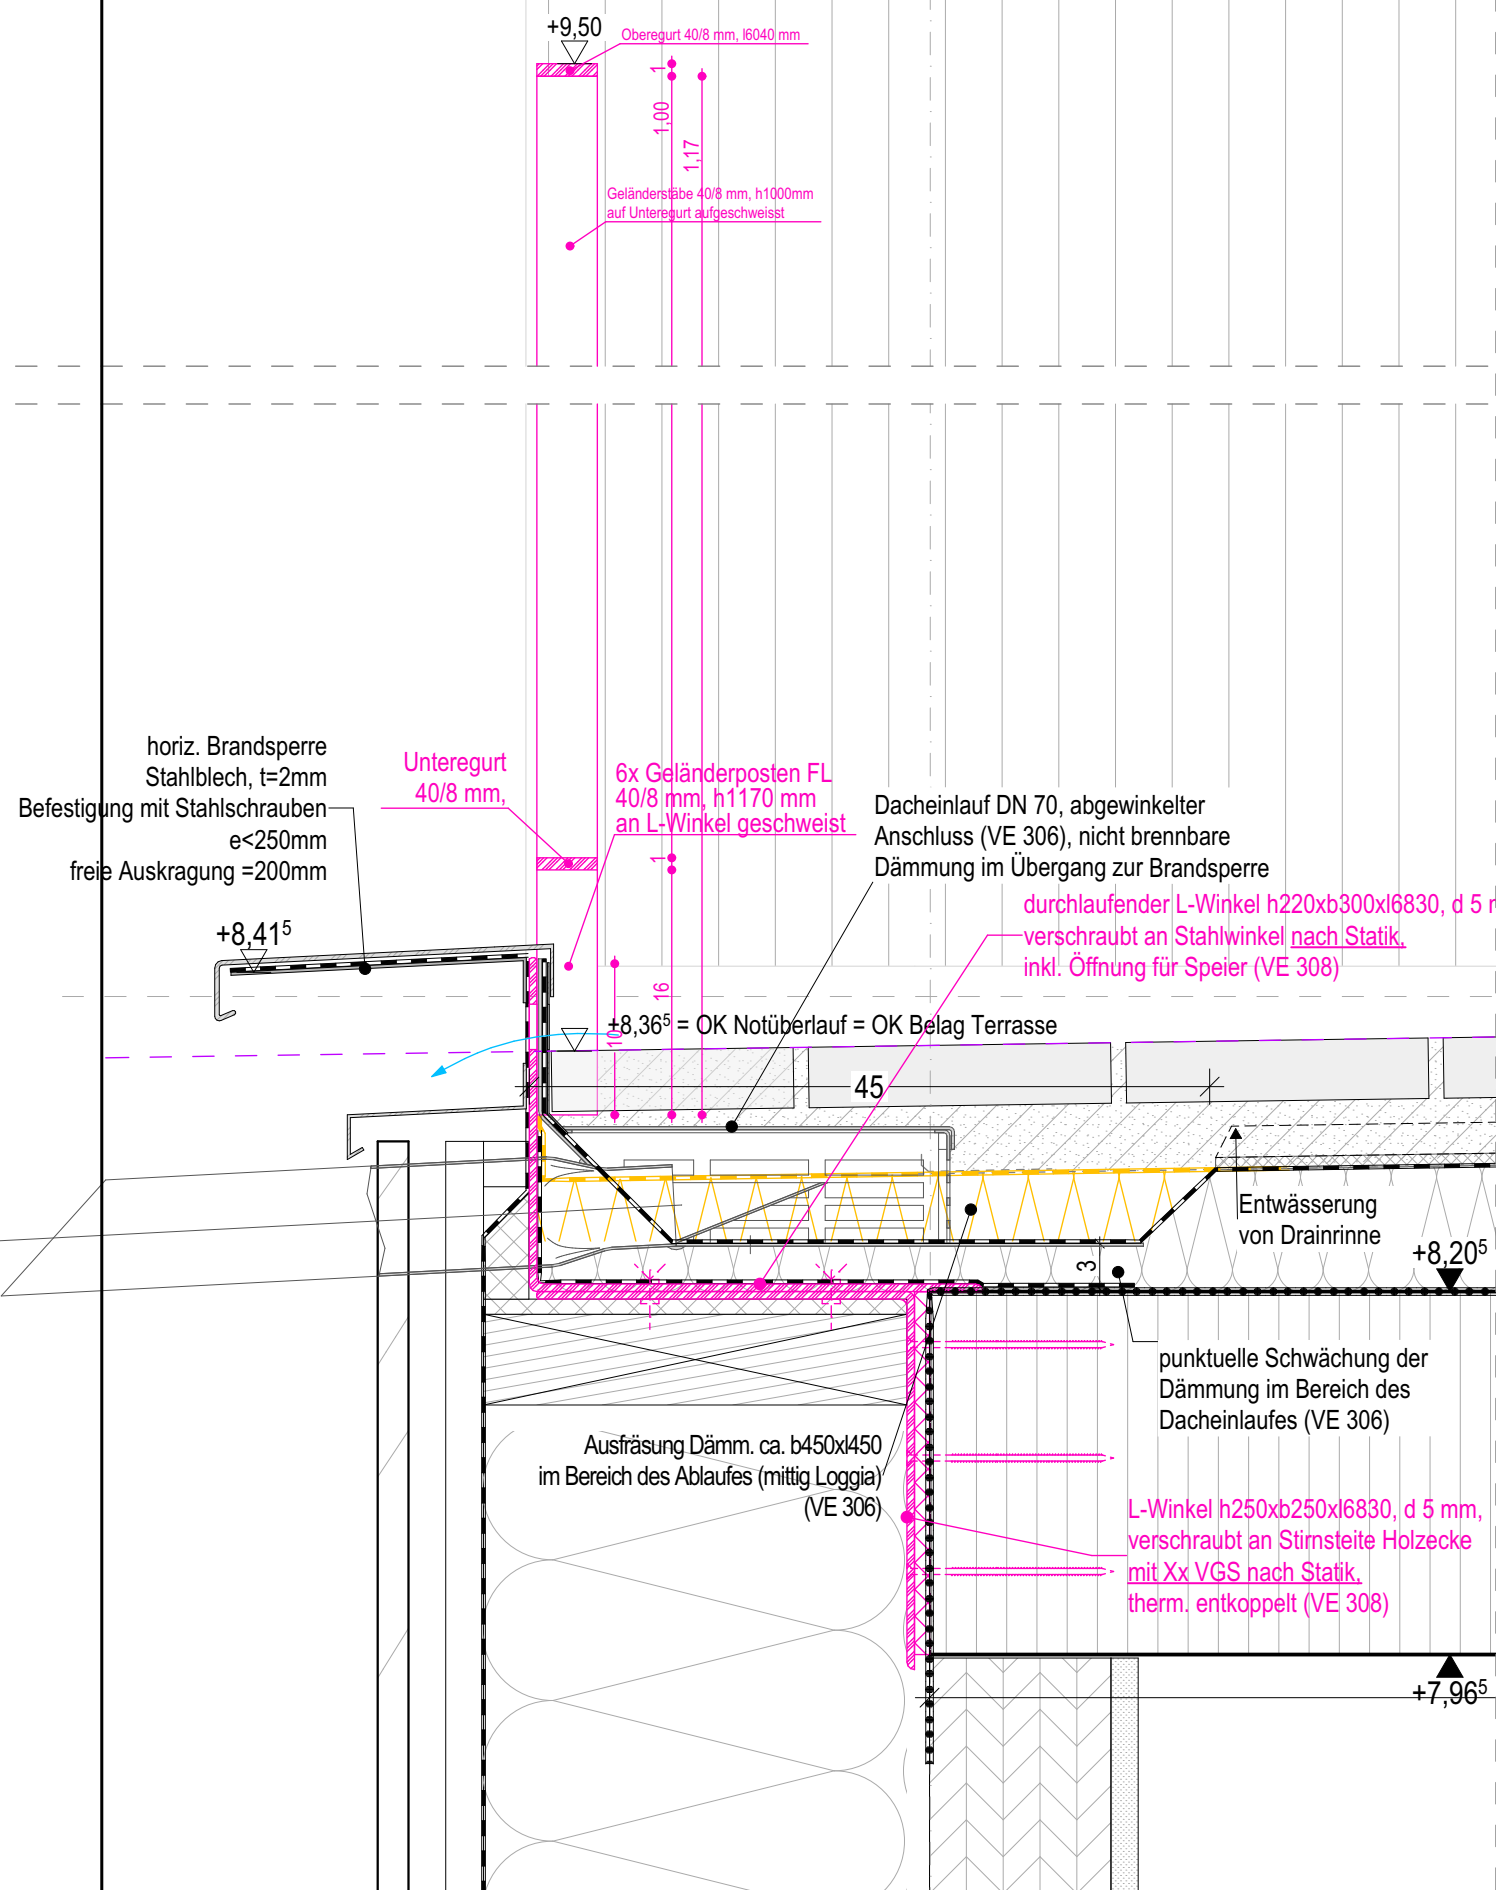 +9,50
Oberegurt 40/8 mm, l6040 mm
1
1,00
1,17
Geländerstäbe 40/8 mm, h1000mm
auf Unteregurt aufgeschweisst
horiz. Brandsperre
Stahlblech, t=2mm
Befestigung mit Stahlschrauben
e<250mm
freie Auskragung =200mm
Unteregurt
40/8 mm,
6x Geländerposten FL
40/8 mm, h1170 mm
an L-Winkel geschweist
1
Dacheinlauf DN 70, abgewinkelter
Anschluss (VE 306), nicht brennbare
Dämmung im Übergang zur Brandsperre
durchlaufender L-Winkel h220xb300xl6830, d 5
verschraubt an Stahlwinkel nach Statik,
inkl. Öffnung für Speier (VE 308)
+8,41⁵
16
10
+8,36⁵ = OK Notüberlauf = OK Belag Terrasse
45
Entwässerung
von Drainrinne
+8,20⁵
3
punktuelle Schwächung der
Dämmung im Bereich des
Dacheinlaufes (VE 306)
Ausfräsung Dämm. ca. b450xl450
im Bereich des Ablaufes (mittig Loggia)
(VE 306)
L-Winkel h250xb250xl6830, d 5 mm,
verschraubt an Stirnsteite Holzecke
mit Xx VGS nach Statik,
therm. entkoppelt (VE 308)
+7,96⁵